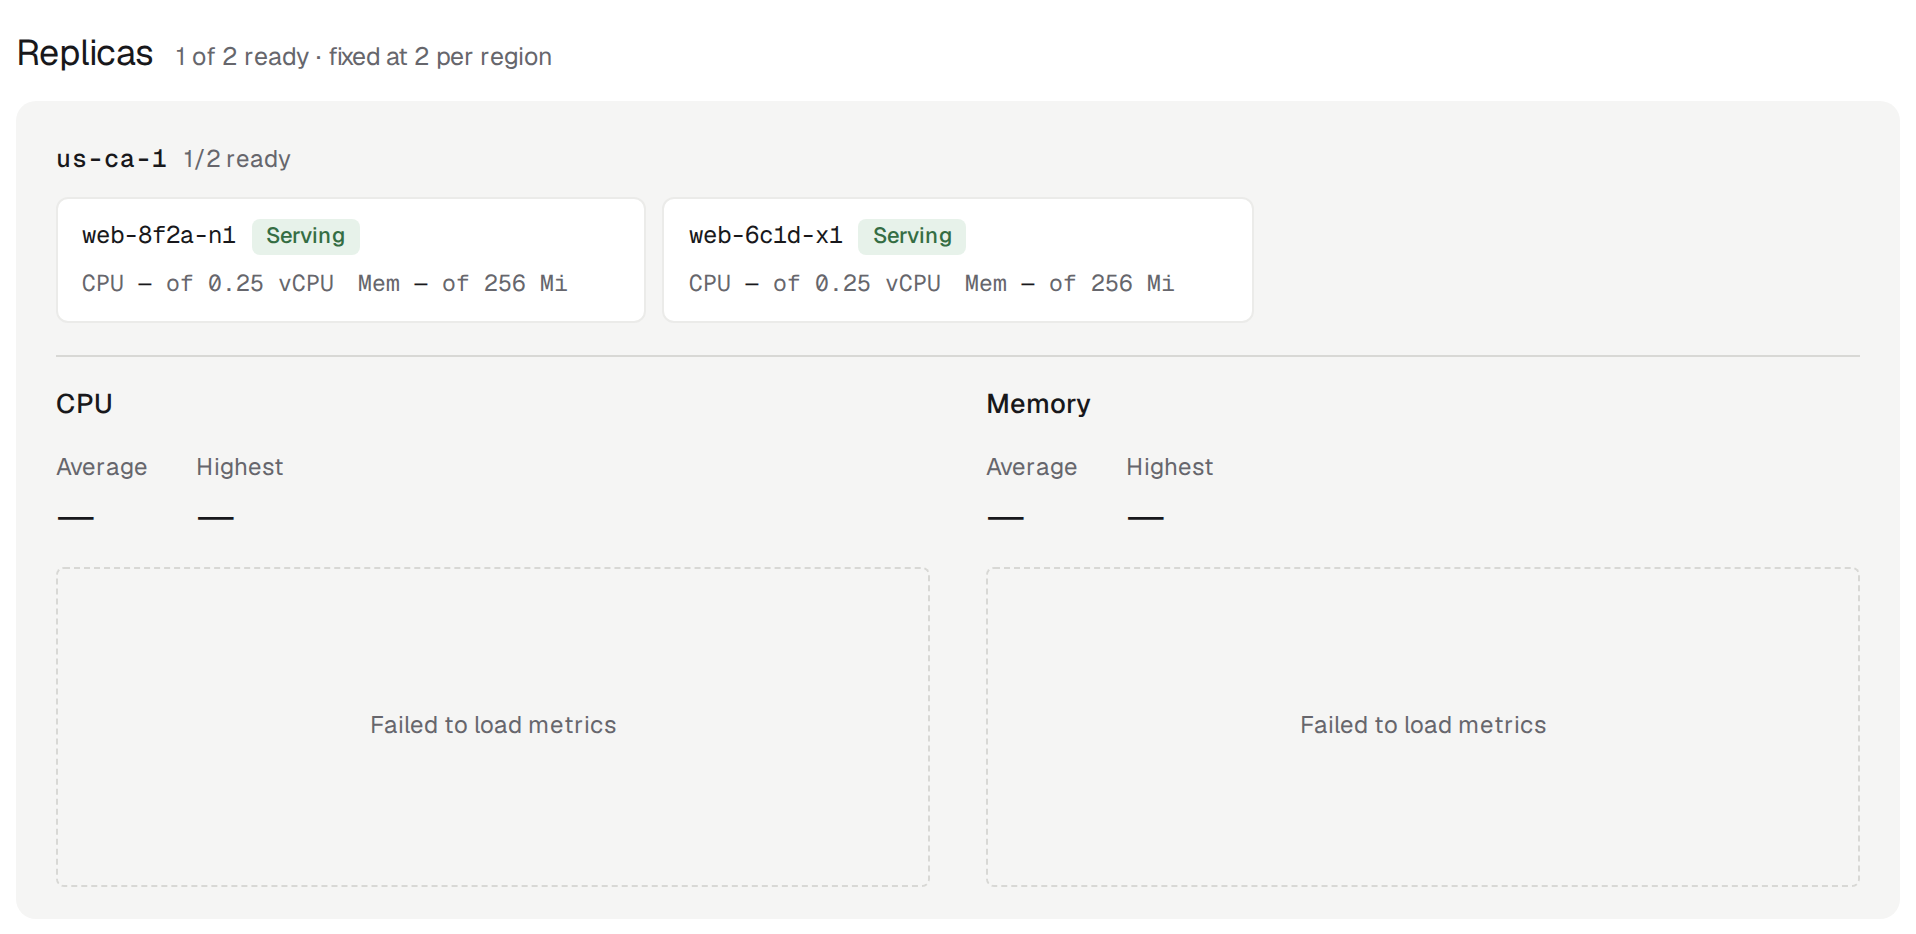 Replicas 1 of 2 ready · fixed at 2 per region
us-ca-1 1/2 ready
web-8f2a-n1 Serving
CPU — of 0.25 vCPU Mem — of 256 Mi
web-6c1d-x1 Serving
CPU — of 0.25 vCPU Mem — of 256 Mi
CPU
Average Highest
— —
Failed to load metrics
Memory
Average Highest
— —
Failed to load metrics